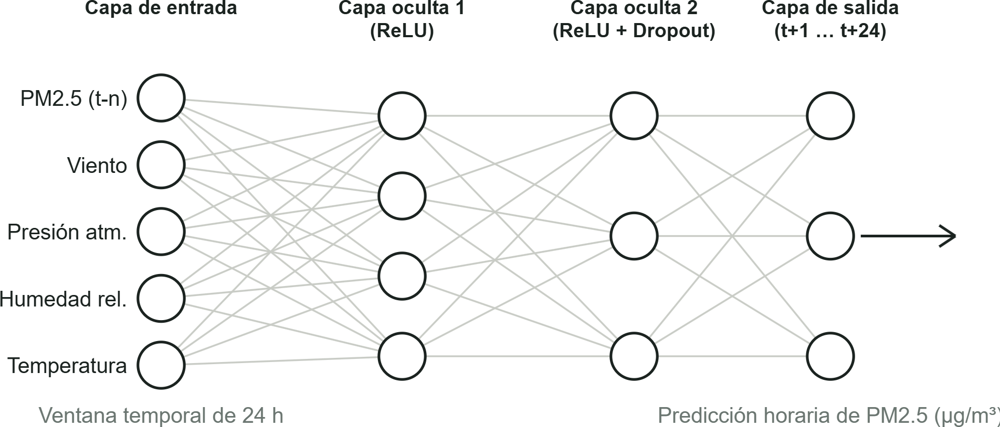 Capa de entrada
Capa oculta 1
(ReLU)
Capa oculta 2
(ReLU + Dropout)
Capa de salida
(t+1 … t+24)
PM2.5 (t-n)
Viento
Presión atm.
Humedad rel.
Temperatura
Ventana temporal de 24 h
Predicción horaria de PM2.5 (µg/m³)